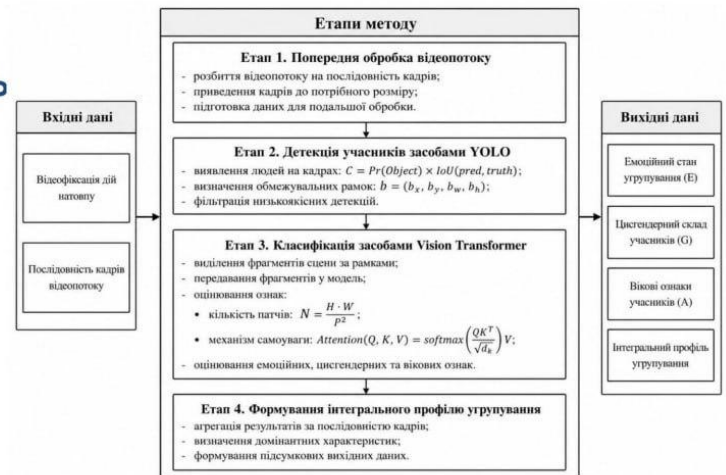 Етапи методу
Етап 1. Попередня обробка відеопотоку
- розбиття відеопотоку на послідовність кадрів;
- приведення кадрів до потрібного розміру;
- підготовка даних для подальшої обробки.
Вхідні дані
Відеофіксація дій
натовпу
Послідовність кадрів
відеопотоку
Етап 2. Детекція учасників засобами YOLO
- виявлення людей на кадрах: C = Pr(Object) × IoU(pred, truth);
- визначення обмежувальних рамок: b = (bₓ, bᵧ, b_w, b_h);
- фільтрація низькоякісних детекцій.
Етап 3. Класифікація засобами Vision Transformer
- виділення фрагментів сцени за рамками;
- передавання фрагментів у модель;
- оцінювання ознак:
• кількість патчів: N = H · W / P²;
• механізм самоуваги: Attention(Q, K, V) = softmax(QKᵀ / √dₖ) V;
- оцінювання емоційних, цисгендерних та вікових ознак.
Етап 4. Формування інтегрального профілю угрупування
- агрегація результатів за послідовністю кадрів;
- визначення домінантних характеристик;
- формування підсумкових вихідних даних.
Вихідні дані
Емоційний стан
угрупування (E)
Цисгендерний склад
учасників (G)
Вікові ознаки
учасників (A)
Інтегральний профіль
угрупування